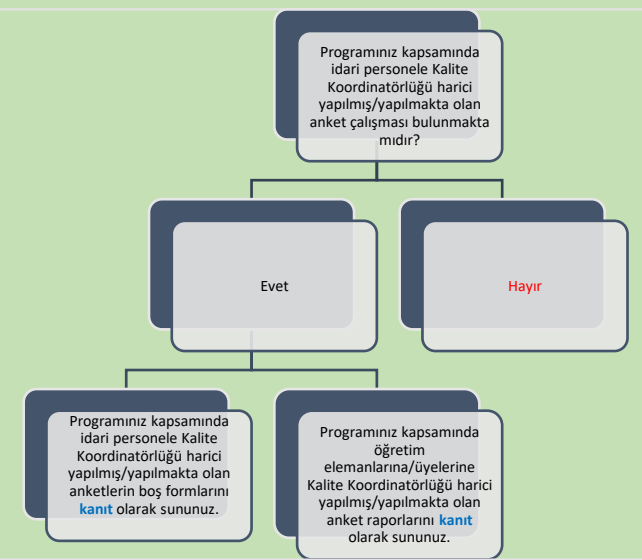 Programınız kapsamında
idari personele Kalite
Koordinatörlüğü harici
yapılmış/yapılmakta olan
anket çalışması bulunmakta
mıdır?
Evet
Hayır
Programınız kapsamında
idari personele Kalite
Koordinatörlüğü harici
yapılmış/yapılmakta olan
anketlerin boş formlarını
kanıt olarak sununuz.
Programınız kapsamında
öğretim
elemanlarına/üyelerine
Kalite Koordinatörlüğü harici
yapılmış/yapılmakta olan
anket raporlarını kanıt
olarak sununuz.